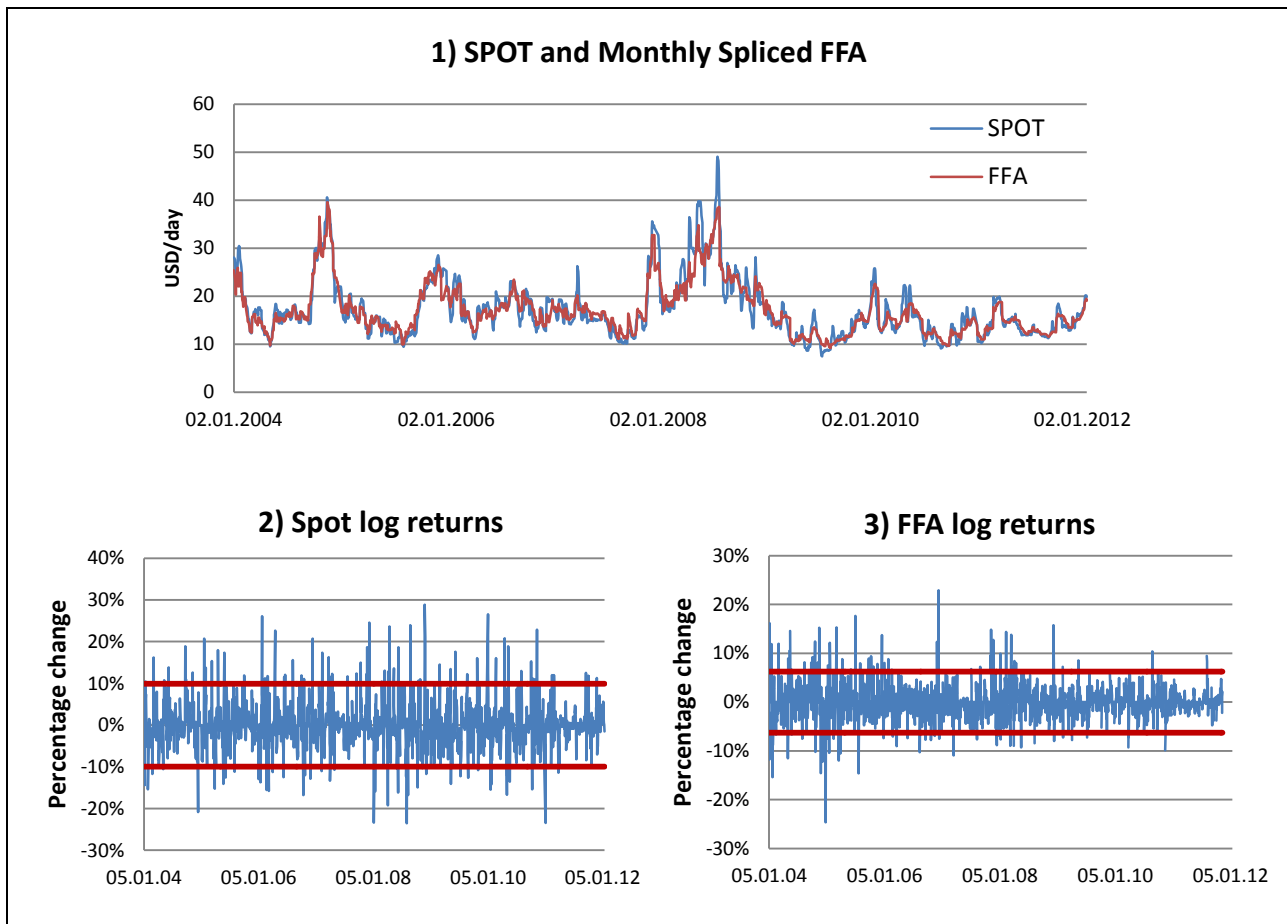 1) SPOT and Monthly Spliced FFA
60
50
40
30
20
10
0
USD/day
SPOT
FFA
02.01.2004 02.01.2006 02.01.2008 02.01.2010 02.01.2012
2) Spot log returns
40%
30%
20%
10%
0%
-10%
-20%
-30%
Percentage change
05.01.04 05.01.06 05.01.08 05.01.10 05.01.12
3) FFA log returns
30%
20%
10%
0%
-10%
-20%
-30%
Percentage change
05.01.04 05.01.06 05.01.08 05.01.10 05.01.12